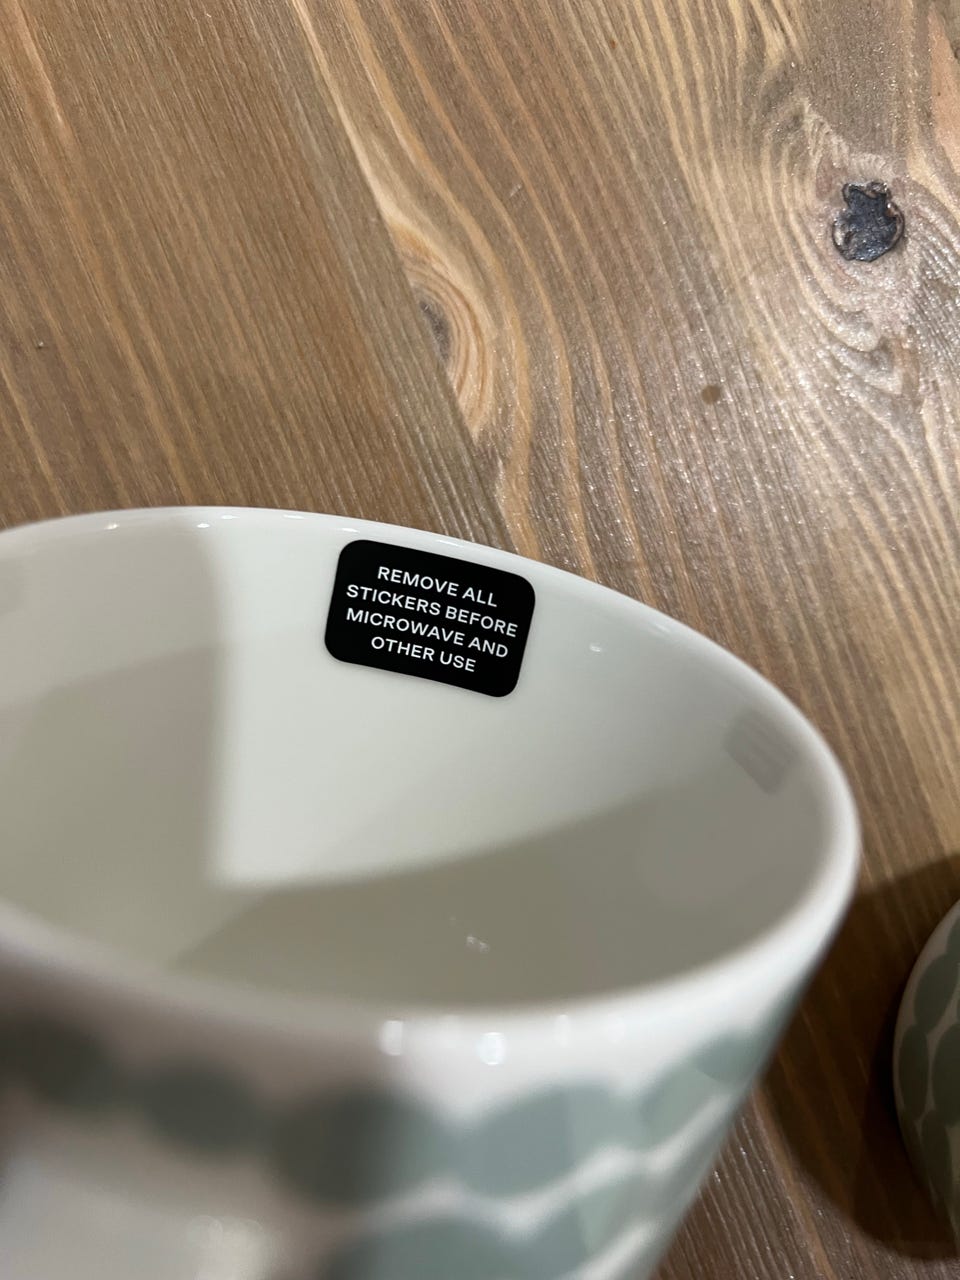 REMOVE ALL
STICKERS BEFORE
MICROWAVE AND
OTHER USE